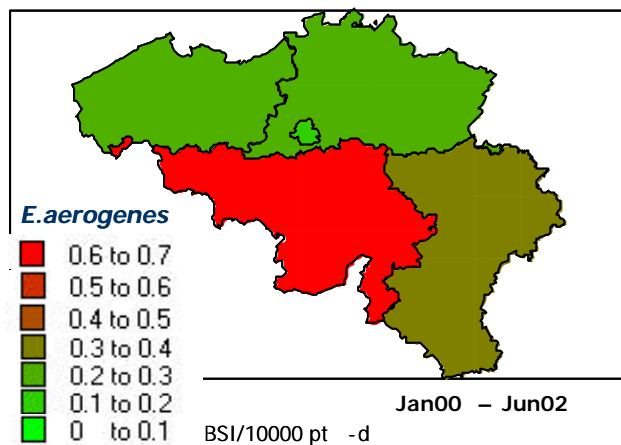 E.aerogenes
0.6 to 0.7
0.5 to 0.6
0.4 to 0.5
0.3 to 0.4
0.2 to 0.3
0.1 to 0.2
0 to 0.1
Jan00 – Jun02
BSI/10000 pt -d